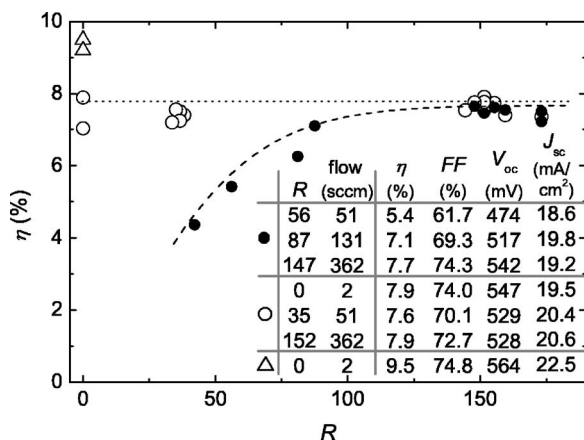 10
8
6
4
2
0
η (%)
R flow (sccm) η (%) FF (%) Voc (mV) Jsc (mA/cm²)
56 51 5.4 61.7 474 18.6
87 131 7.1 69.3 517 19.8
147 362 7.7 74.3 542 19.2
0 2 7.9 74.0 547 19.5
35 51 7.6 70.1 529 20.4
152 362 7.9 72.7 528 20.6
0 2 9.5 74.8 564 22.5
0 50 100 150
R